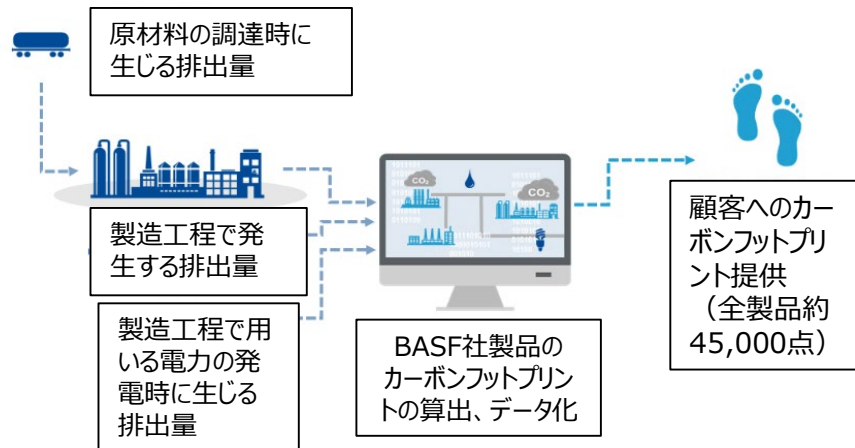 原材料の調達時に
生じる排出量
製造工程で発
生する排出量
製造工程で用
いる電力の発
電時に生じる
排出量
CO₂
CO₂
BASF社製品の
カーボンフットプリン
トの算出、データ化
顧客へのカー
ボンフットプリ
ント提供
（全製品約
45,000点）